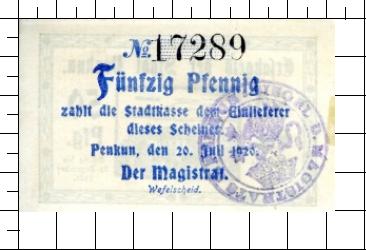 № 17289
Fünfzig Pfennig
zahlt die Stadtkasse dem Einlieferer
dieses Scheines.
Penkun, den 20. Juli 1920.
Der Magistrat.
Wefelscheid.